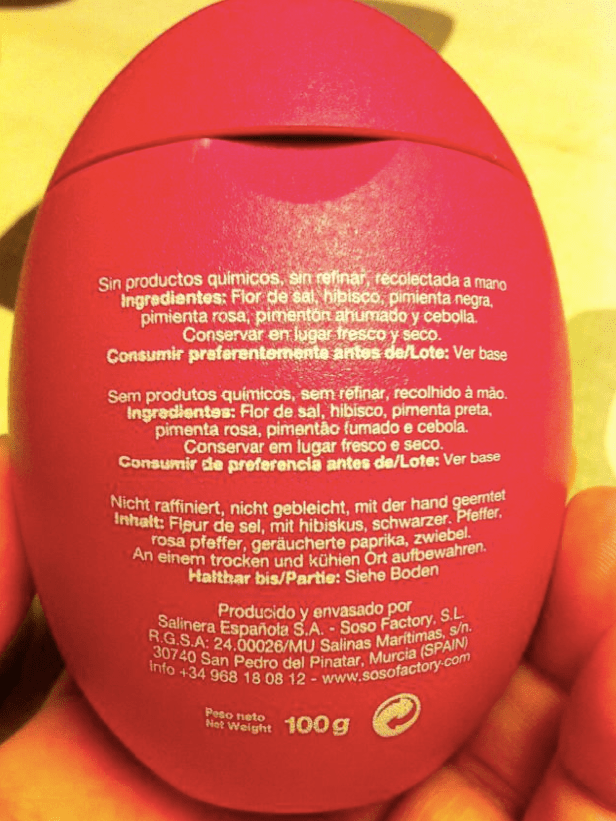 Sin productos químicos, sin refinar, recolectada a mano
Ingredientes: Flor de sal, hibisco, pimienta negra,
pimienta rosa, pimentón ahumado y cebolla.
Conservar en lugar fresco y seco.
Consumir preferentemente antes de/Lote: Ver base
Sem produtos químicos, sem refinar, recolhido à mão.
Ingredientes: Flor de sal, hibisco, pimenta preta,
pimenta rosa, pimentão fumado e cebola.
Conservar em lugar fresco e seco.
Consumir de preferencia antes de/Lote: Ver base
Nicht raffiniert, nicht gebleicht, mit der hand geerntet
Inhalt: Fleur de sel, mit hibiskus, schwarzer. Pfeffer,
rosa pfeffer, geräucherte paprika, zwiebel.
An einem trocken und kühlen Ort aufbewahren.
Halthar bis/Partie: Siehe Boden
Producido y envasado por
Salinera Española S.A. - Soso Factory, S.L.
R.G.S.A: 24.00026/MU Salinas Marítimas, s/n.
30740 San Pedro del Pinatar, Murcia (SPAIN)
Info +34 968 18 08 12 - www.sosofactory.com
Peso neto
Net Weight 100g